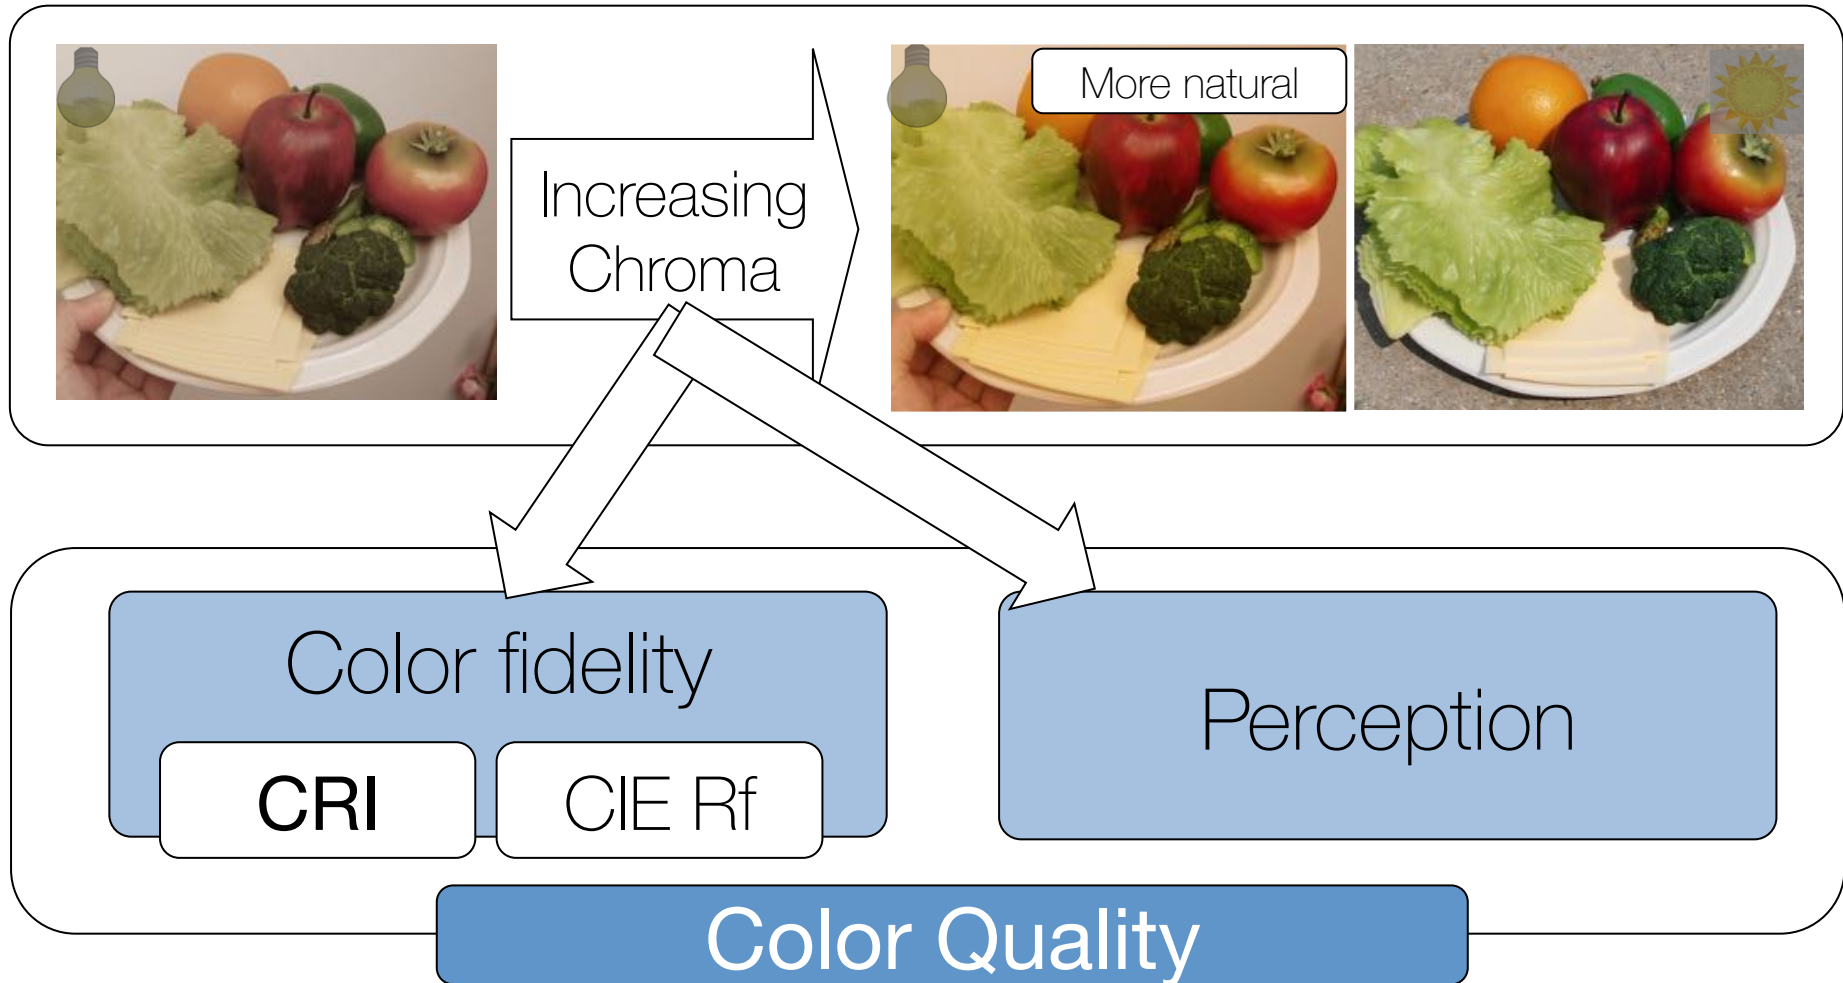 More natural
Increasing
Chroma
Color fidelity
CRI
CIE Rf
Perception
Color Quality